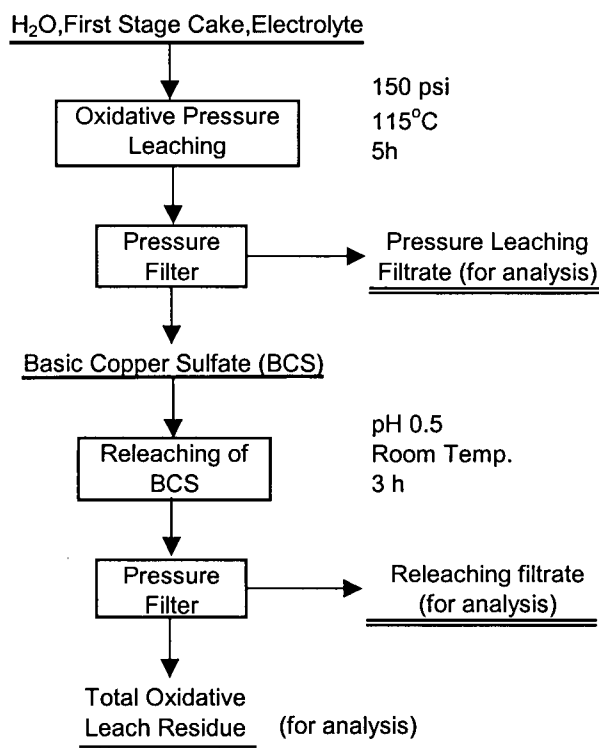 H₂O,First Stage Cake,Electrolyte
Oxidative Pressure
Leaching
150 psi
115°C
5h
Pressure
Filter
Pressure Leaching
Filtrate (for analysis)
Basic Copper Sulfate (BCS)
Releaching of
BCS
pH 0.5
Room Temp.
3 h
Pressure
Filter
Releaching filtrate
(for analysis)
Total Oxidative
Leach Residue (for analysis)